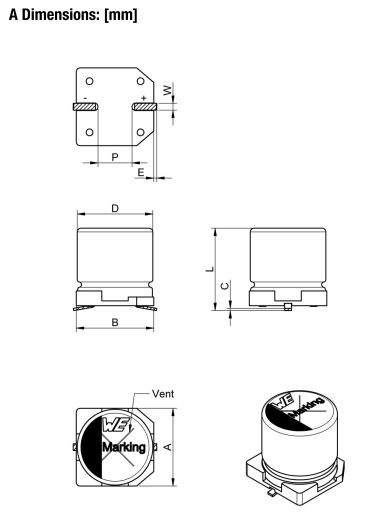 A Dimensions: [mm]
W
- +
P
E
D
L
C
B
Vent
WE
Marking
A
WE
Marking